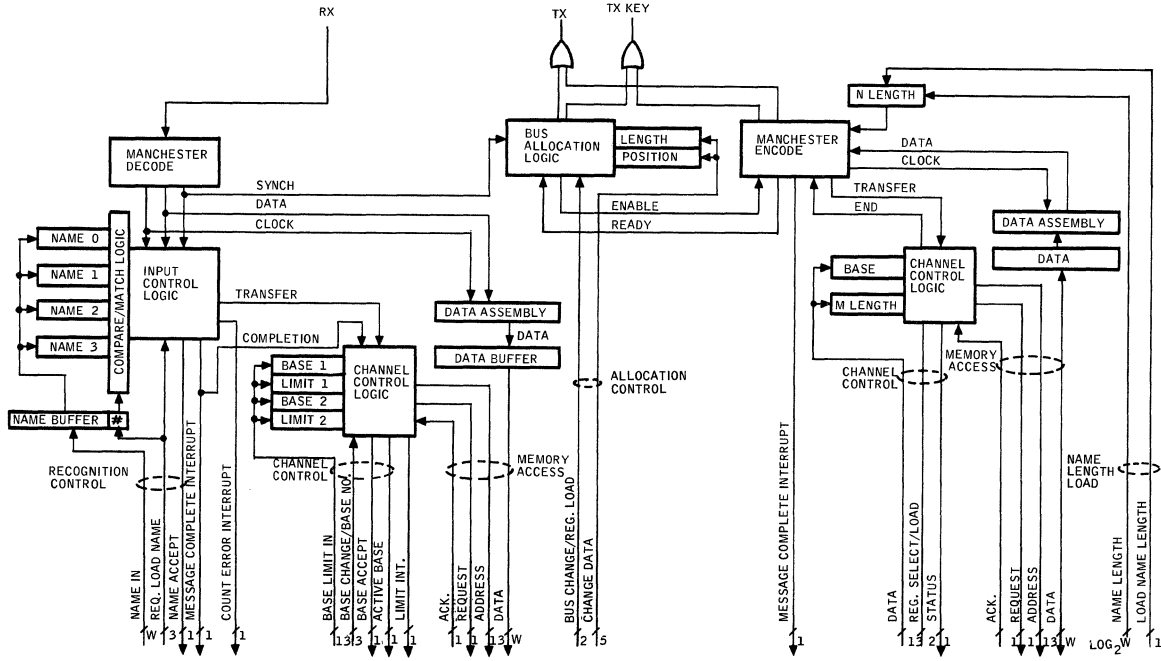 RX
TX
TX KEY
N LENGTH
MANCHESTER
DECODE
BUS
ALLOCATION
LOGIC
LENGTH
POSITION
MANCHESTER
ENCODE
DATA
CLOCK
TRANSFER
END
SYNCH
DATA
CLOCK
ENABLE
READY
DATA ASSEMBLY
DATA
NAME 0
NAME 1
NAME 2
NAME 3
COMPARE/MATCH LOGIC
INPUT
CONTROL
LOGIC
TRANSFER
COMPLETION
DATA ASSEMBLY
DATA
DATA BUFFER
BASE
M LENGTH
CHANNEL
CONTROL
LOGIC
BASE 1
LIMIT 1
BASE 2
LIMIT 2
CHANNEL
CONTROL
LOGIC
ALLOCATION
CONTROL
CHANNEL
CONTROL
MEMORY
ACCESS
NAME BUFFER
#
RECOGNITION
CONTROL
CHANNEL
CONTROL
MEMORY
ACCESS
NAME
LENGTH
LOAD
NAME IN
REQ. LOAD NAME
NAME ACCEPT
MESSAGE COMPLETE INTERRUPT
COUNT ERROR INTERRUPT
BASE LIMIT IN
BASE CHANGE/BASE NO.
BASE ACCEPT
ACTIVE BASE
LIMIT INT.
ACK.
REQUEST
ADDRESS
DATA
BUS CHANGE/REG. LOAD
CHANGE DATA
MESSAGE COMPLETE INTERRUPT
DATA
REG. SELECT/LOAD
STATUS
ACK.
REQUEST
ADDRESS
DATA
NAME LENGTH
LOAD NAME LENGTH
W 3 1 1 1
13 3 1 1 1
1 1 13 W
2 5
1
13 2 1
1 1 13 W
LOG2W 1